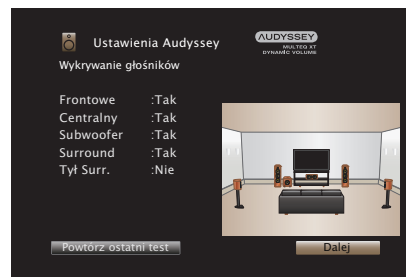 Ustawienia Audyssey
AUDYSSEY
MULTEQ XT
DYNAMIC VOLUME
Wykrywanie głośników
Frontowe :Tak
Centralny :Tak
Subwoofer :Tak
Surround :Tak
Tył Surr. :Nie
Powtórz ostatni test
Dalej